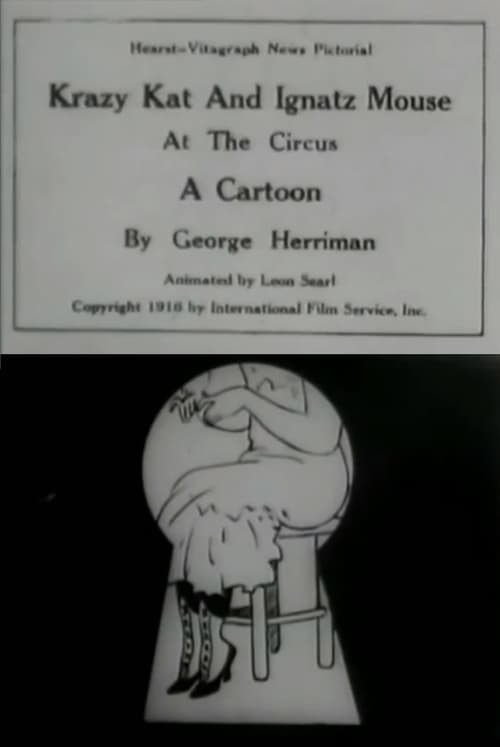 Hearst-Vitagraph News Pictorial
Krazy Kat And Ignatz Mouse
At The Circus
A Cartoon
By George Herriman
Animated by Leon Searl
Copyright 1916 by International Film Service, Inc.